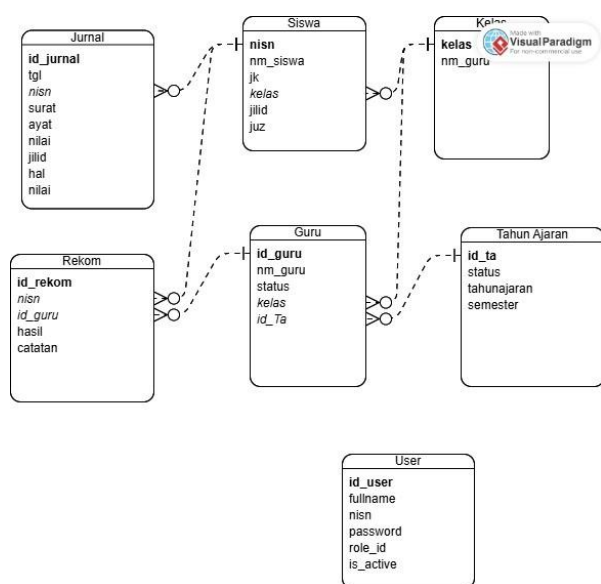 Jurnal
id_jurnal
tgl
nisn
surat
ayat
nilai
jilid
hal
nilai
Siswa
nisn
nm_siswa
jk
kelas
jilid
juz
Kelas
kelas
nm_guru
Made with
VisualParadigm
For non-commercial use
Rekom
id_rekom
nisn
id_guru
hasil
catatan
Guru
id_guru
nm_guru
status
kelas
id_Ta
Tahun Ajaran
id_ta
status
tahunajaran
semester
User
id_user
fullname
nisn
password
role_id
is_active